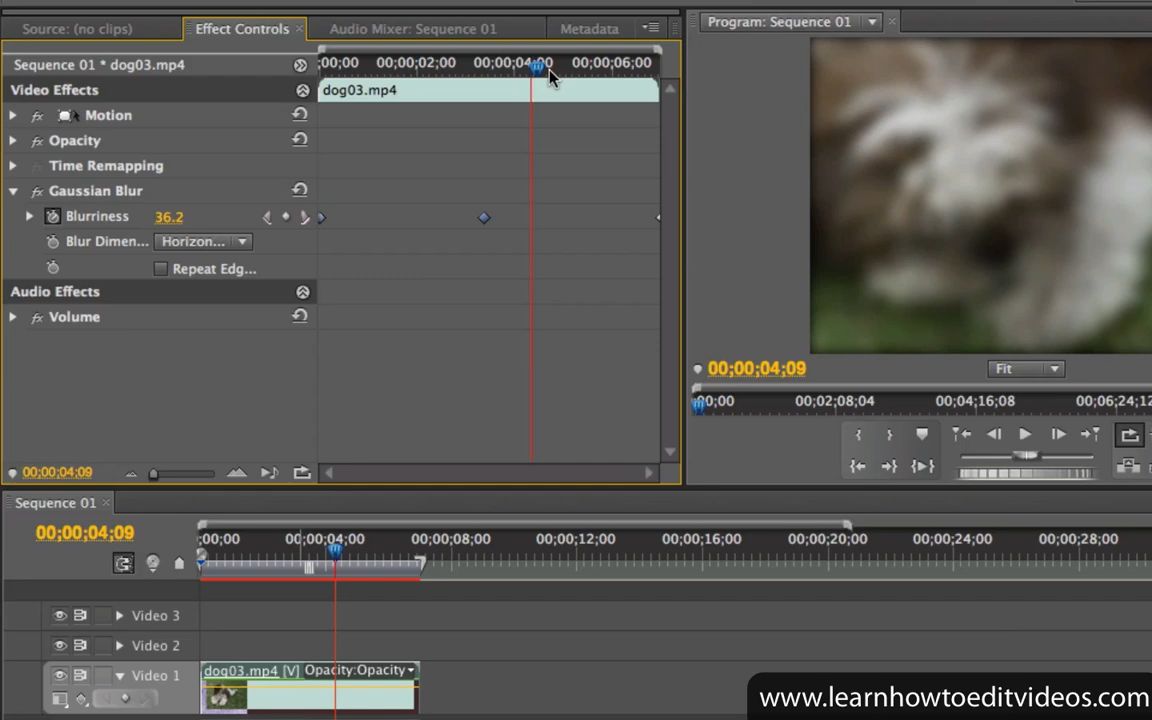 Source: (no clips) Effect Controls × Audio Mixer: Sequence 01 Metadata
Program: Sequence 01 ×
Sequence 01 * dog03.mp4
;00;00 00;00;02;00 00;00;04;00 00;00;06;00
Video Effects
dog03.mp4
fx Motion
fx Opacity
Time Remapping
fx Gaussian Blur
Blurriness 36.2
Blur Dimen... Horizon...
Repeat Edg...
Audio Effects
fx Volume
00;00;04;09
00;00;04;09 Fit
00;00 00;02;08;04 00;04;16;08 00;06;24;12
Sequence 01 ×
00;00;04;09
;00;00 00;00;04;00 00;00;08;00 00;00;12;00 00;00;16;00 00;00;20;00 00;00;24;00 00;00;28;00
Video 3
Video 2
Video 1
dog03.mp4 [V] Opacity:Opacity
www.learnhowtoeditvideos.com